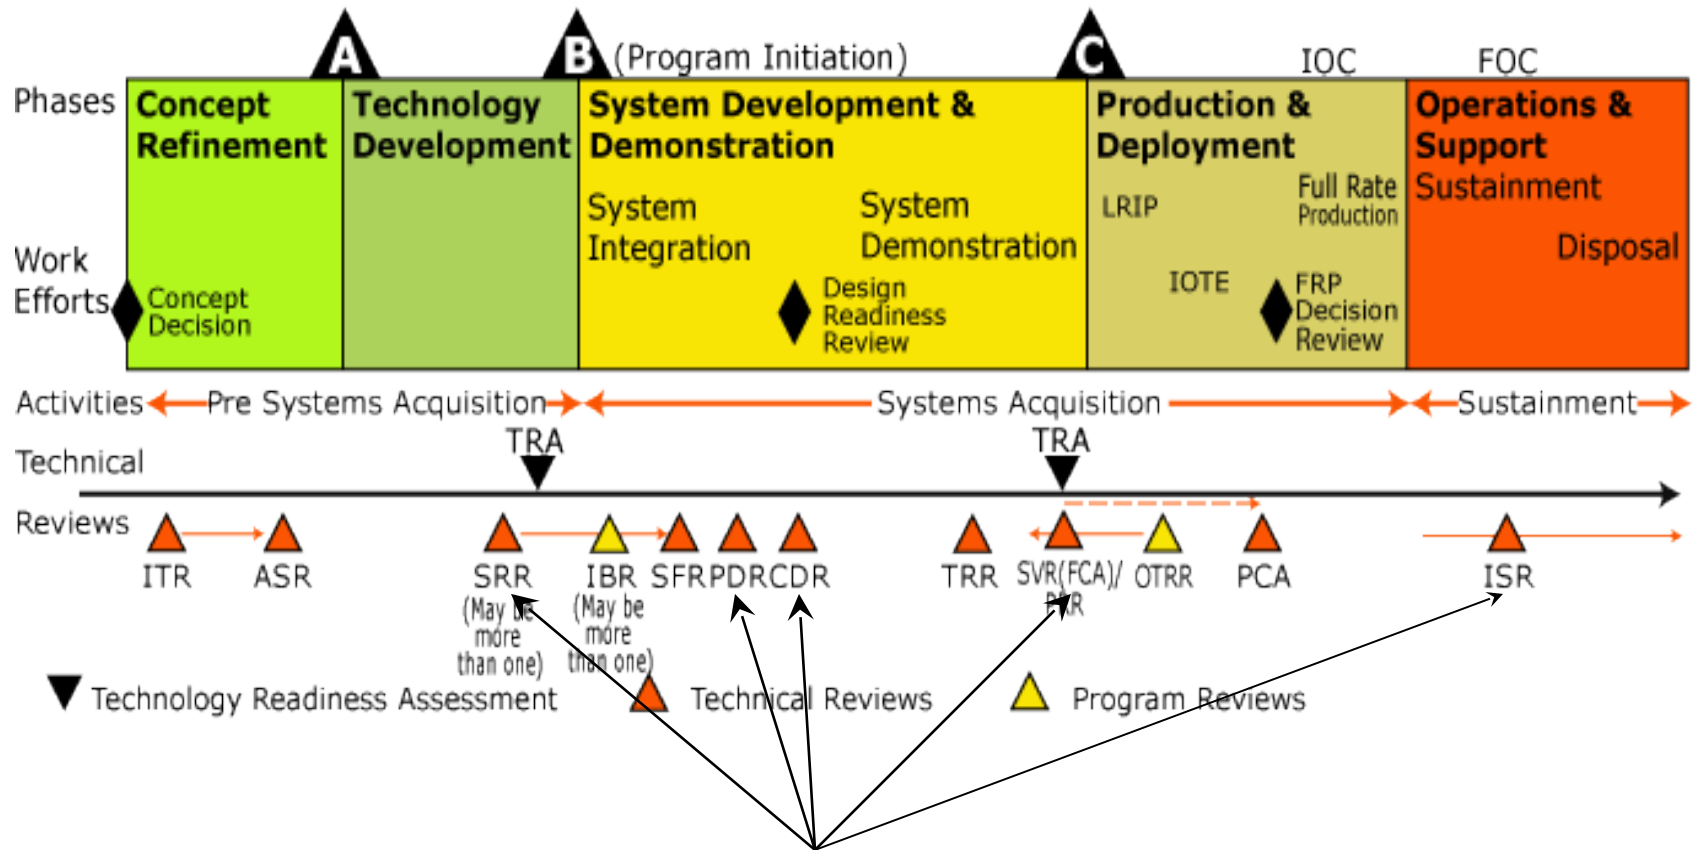 A
B (Program Initiation)
C
IOC
FOC
Phases
Concept
Refinement
Technology
Development
System Development &
Demonstration
Production &
Deployment
Operations &
Support
System
Integration
System
Demonstration
LRIP
Full Rate
Production
Sustainment
Disposal
Work
Efforts
Concept
Decision
Design
Readiness
Review
IOTE
FRP
Decision
Review
Activities
Pre Systems Acquisition
Systems Acquisition
Sustainment
TRA
TRA
Technical
Reviews
ITR
ASR
SRR
(May be
more
than one)
IBR
(May be
more
than one)
SFR
PDR
CDR
TRR
SVR(FCA)/
PRR
OTRR
PCA
ISR
Technology Readiness Assessment
Technical Reviews
Program Reviews